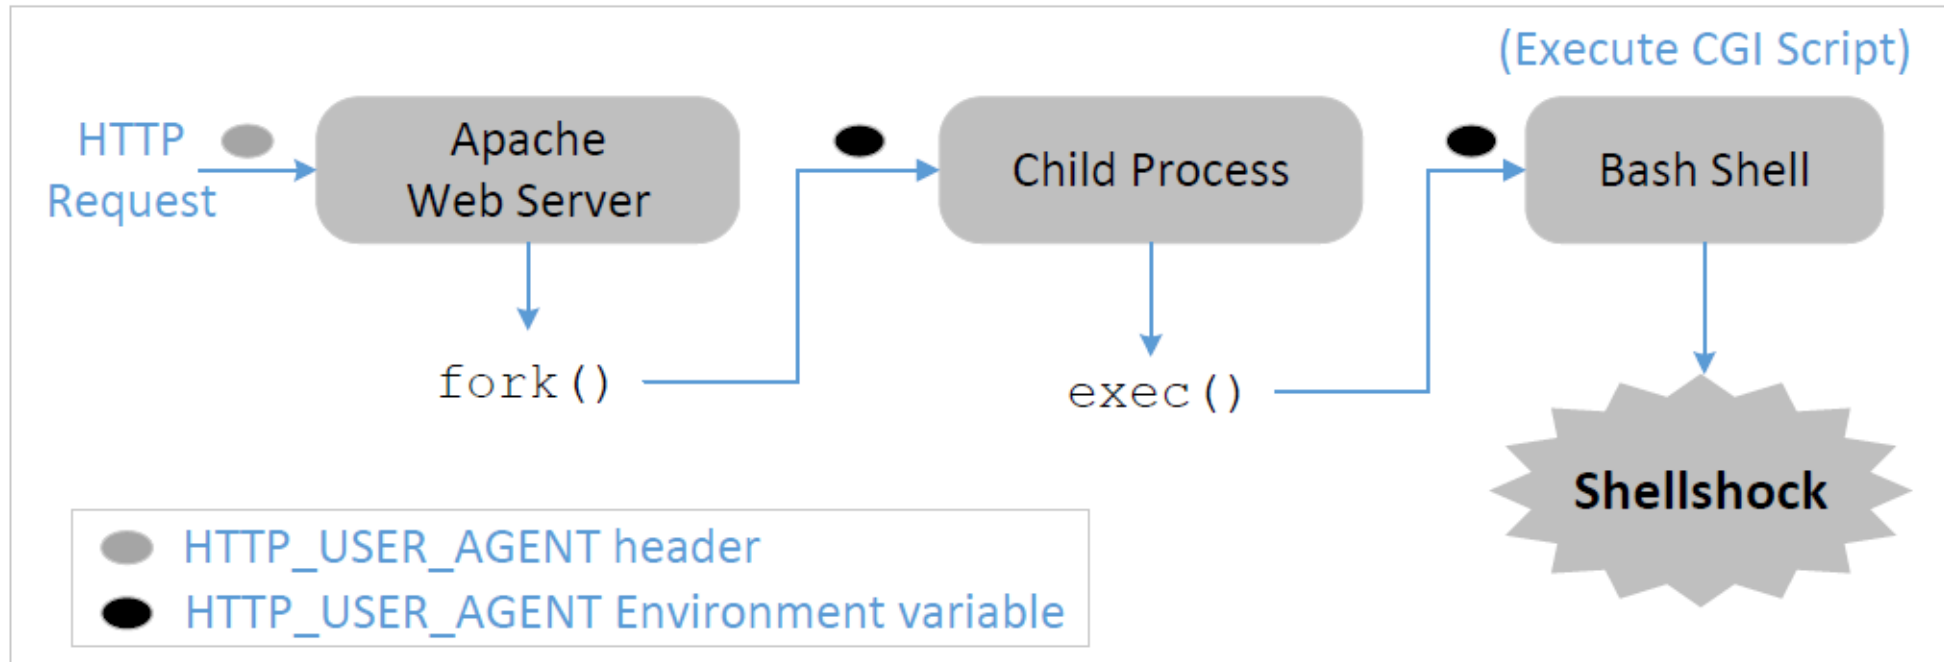 (Execute CGI Script)
HTTP
Request
Apache
Web Server
Child Process
Bash Shell
fork()
exec()
Shellshock
HTTP_USER_AGENT header
HTTP_USER_AGENT Environment variable